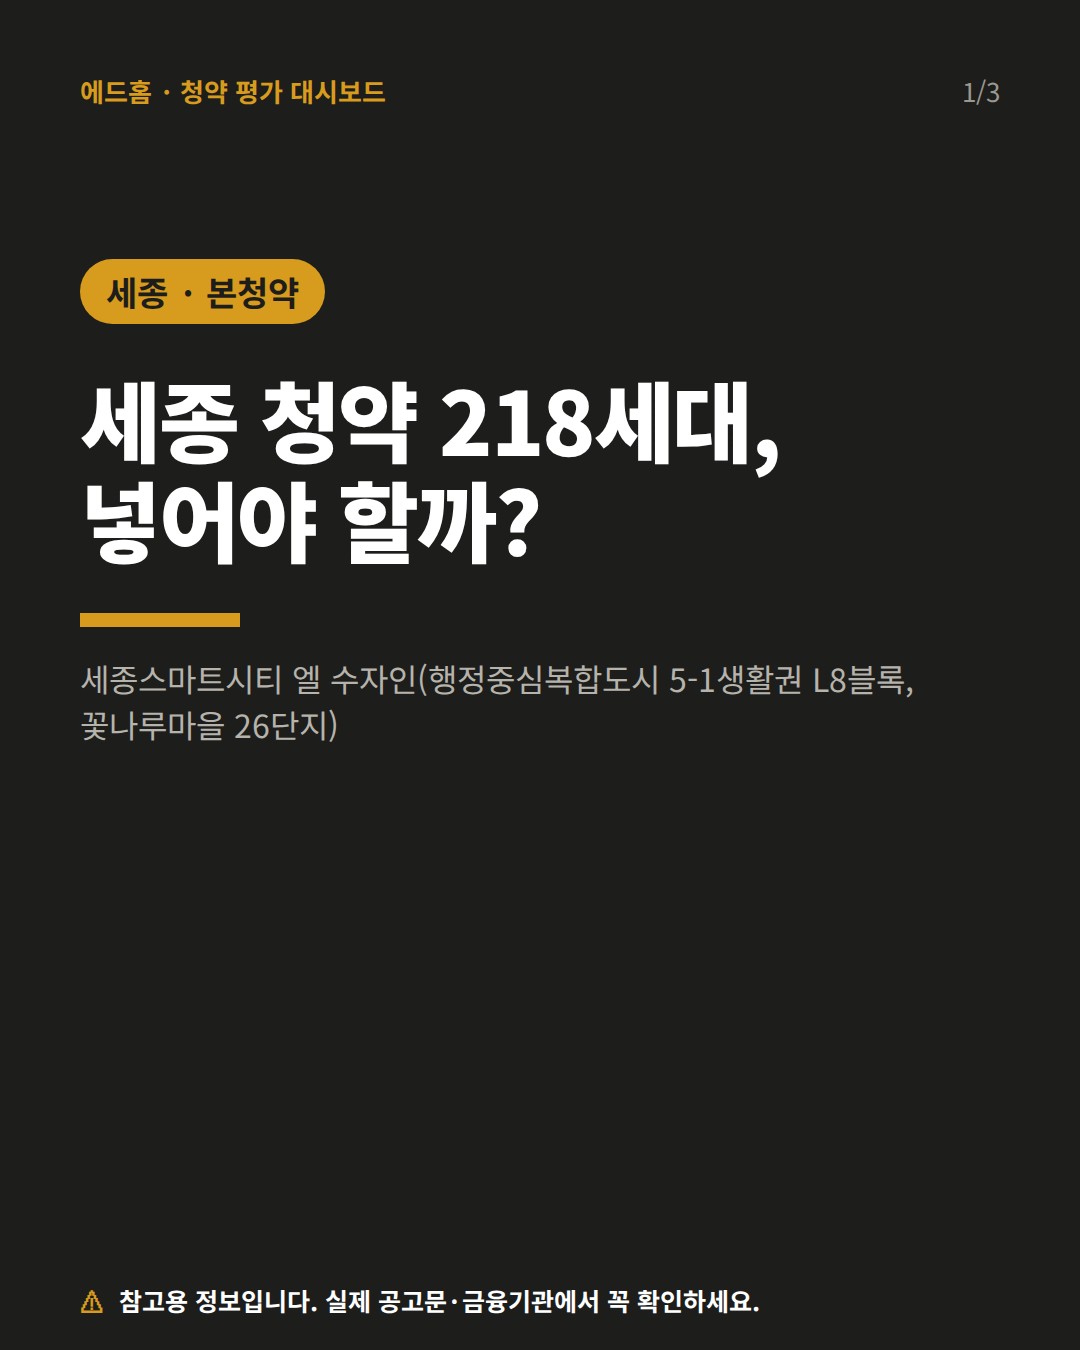 에드홈 · 청약 평가 대시보드
1/3
세종 · 본청약
세종 청약 218세대,
넣어야 할까?
세종스마트시티 엘 수자인(행정중심복합도시 5-1생활권 L8블록,
꽃나루마을 26단지)
⚠ 참고용 정보입니다. 실제 공고문·금융기관에서 꼭 확인하세요.